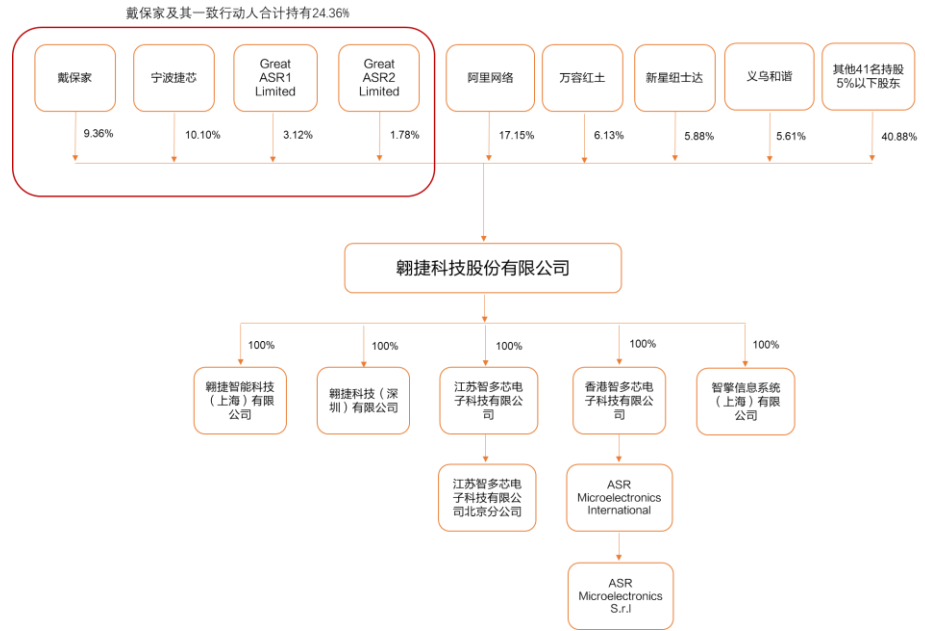 戴保家及其一致行动人合计持有24.36%
戴保家
宁波捷芯
Great
ASR1
Limited
Great
ASR2
Limited
阿里网络
万容红土
新星纽士达
义乌和谐
其他41名持股
5%以下股东
9.36%
10.10%
3.12%
1.78%
17.15%
6.13%
5.88%
5.61%
40.88%
翱捷科技股份有限公司
100%
100%
100%
100%
100%
翱捷智能科技
（上海）有限
公司
翱捷科技（深
圳）有限公司
江苏智多芯电
子科技有限公
司
香港智多芯电
子科技有限公
司
智擎信息系统
（上海）有限
公司
江苏智多芯电
子科技有限公
司北京分公司
ASR
Microelectronics
International
ASR
Microelectronics
S.r.l